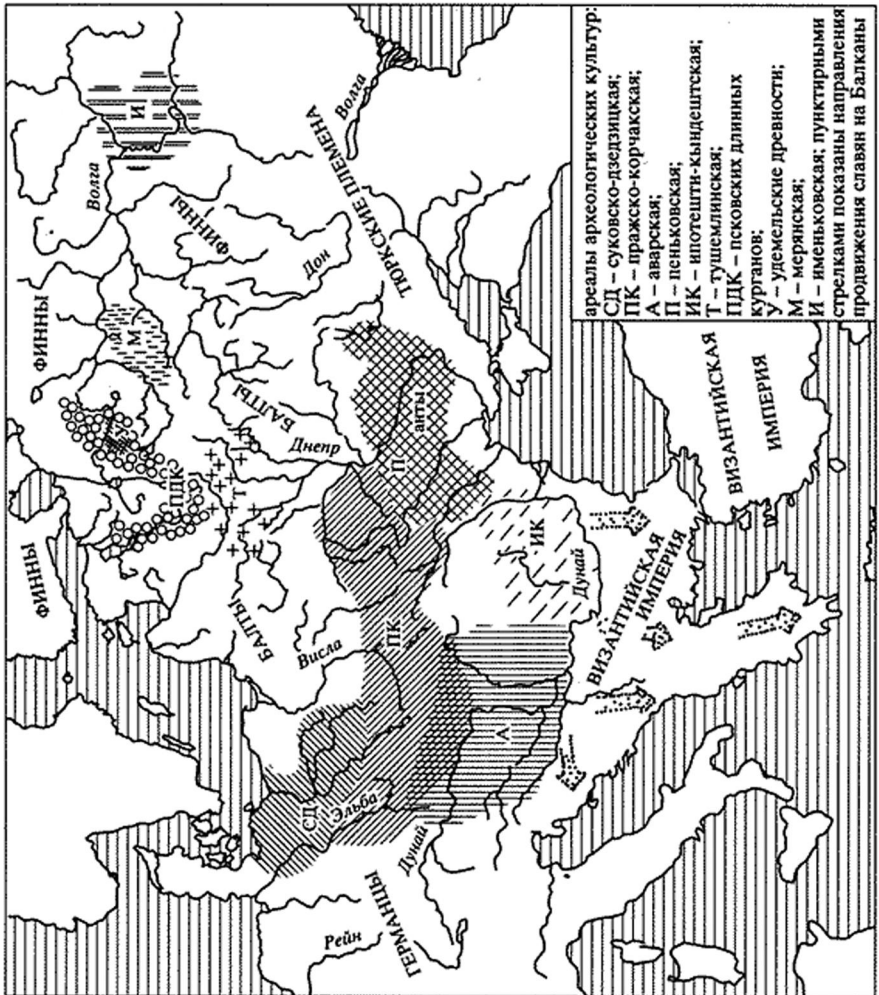 ФИННЫ
ФИННЫ
ФИННЫ
Волга
И
Волга
М
У
ПДК
Т
БАЛТЫ
БАЛТЫ
Днепр
Дон
ТЮРКСКИЕ ПЛЕМЕНА
Висла
П
анты
ПК
СД
Эльба
ИК
Дунай
А
Дунай
Рейн
ГЕРМАНЦЫ
ВИЗАНТИЙСКАЯ
ИМПЕРИЯ
ВИЗАНТИЙСКАЯ
ИМПЕРИЯ
ареалы археологических культур:
СД – суковско-дзедзицкая;
ПК – пражско-корчакская;
А – аварская;
П – пеньковская;
ИК – ипотешти-кындештская;
Т – тушемлинская;
ПДК – псковских длинных
курганов;
У – удемельские древности;
М – мерянская;
И – именьковская; пунктирными
стрелками показаны направления
продвижения славян на Балканы